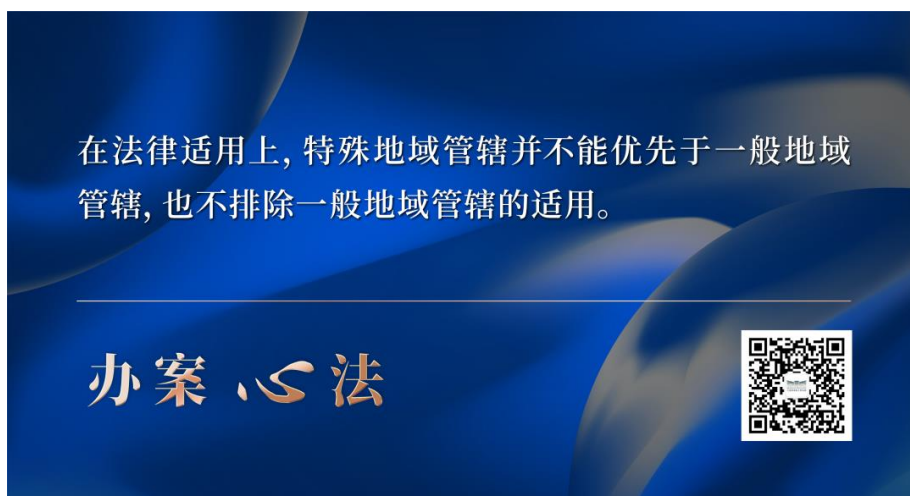 在法律适用上，特殊地域管辖并不能优先于一般地域
管辖，也不排除一般地域管辖的适用。
办案心法